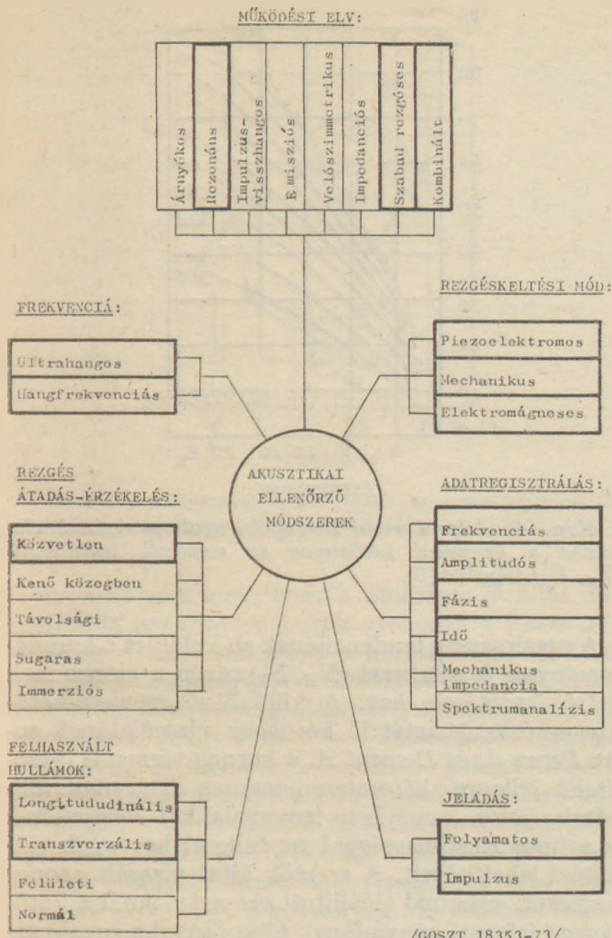 MŰKÖDÉSI ELV:
Árnyékos
Rezonáns
Impulzus-
visszhangos
Emissziós
Velószimmetrikus
Impedanciós
Szabad rezgéses
Kombinált
FREKVENCIÁ:
Ultrahangos
Hangfrekvenciás
REZGÉSKELTÉSI MÓD:
Piezoelektromos
Mechanikus
Elektromágneses
AKUSZTIKAI
ELLENŐRZŐ
MÓDSZEREK
REZGÉS
ÁTADÁS-ÉRZÉKELÉS:
Közvetlen
Kenő közegben
Távolsági
Sugaras
Immerziós
ADATREGISZTRÁLÁS:
Frekvenciás
Amplitudós
Fázis
Idő
Mechanikus
impedancia
Spektrumanalízis
FELHASZNÁLT
HULLÁMOK:
Longitududinális
Transzverzális
Felületi
Normál
JELADÁS:
Folyamatos
Impulzus
/GOSZT 18353-73/